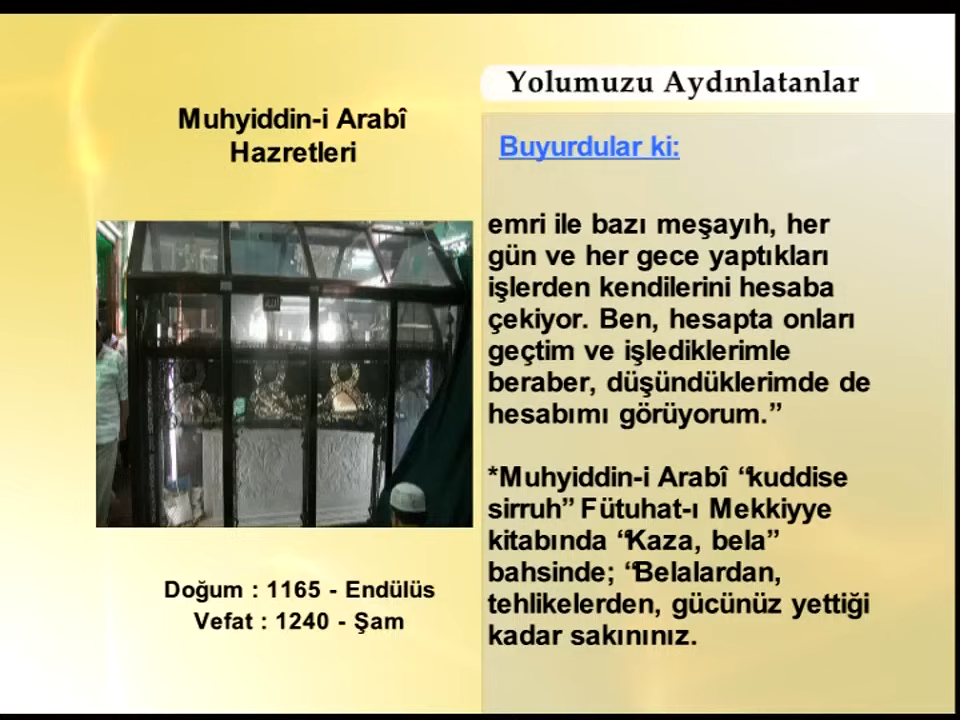 Yolumuzu Aydınlatanlar
Muhyiddin-i Arabî
Hazretleri
Doğum : 1165 - Endülüs
Vefat : 1240 - Şam
Buyurdular ki:
emri ile bazı meşayıh, her
gün ve her gece yaptıkları
işlerden kendilerini hesaba
çekiyor. Ben, hesapta onları
geçtim ve işlediklerimle
beraber, düşündüklerimde de
hesabımı görüyorum.”
*Muhyiddin-i Arabî “kuddise
sirruh” Fütuhat-ı Mekkiyye
kitabında “Kaza, bela”
bahsinde; “Belalardan,
tehlikelerden, gücünüz yettiği
kadar sakınınız.